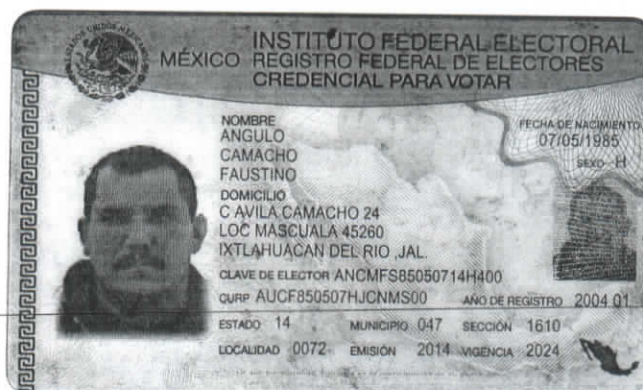 MÉXICO INSTITUTO FEDERAL ELECTORAL
REGISTRO FEDERAL DE ELECTORES
CREDENCIAL PARA VOTAR
NOMBRE
ANGULO
CAMACHO
FAUSTINO
FECHA DE NACIMIENTO
07/05/1985
SEXO H
DOMICILIO
C AVILA CAMACHO 24
LOC MASCUALA 45260
IXTLAHUACAN DEL RIO ,JAL.
CLAVE DE ELECTOR ANCMFS85050714H400
CURP AUCF850507HJCNMS00 AÑO DE REGISTRO 2004 01
ESTADO 14 MUNICIPIO 047 SECCIÓN 1610
LOCALIDAD 0072 EMISIÓN 2014 VIGENCIA 2024